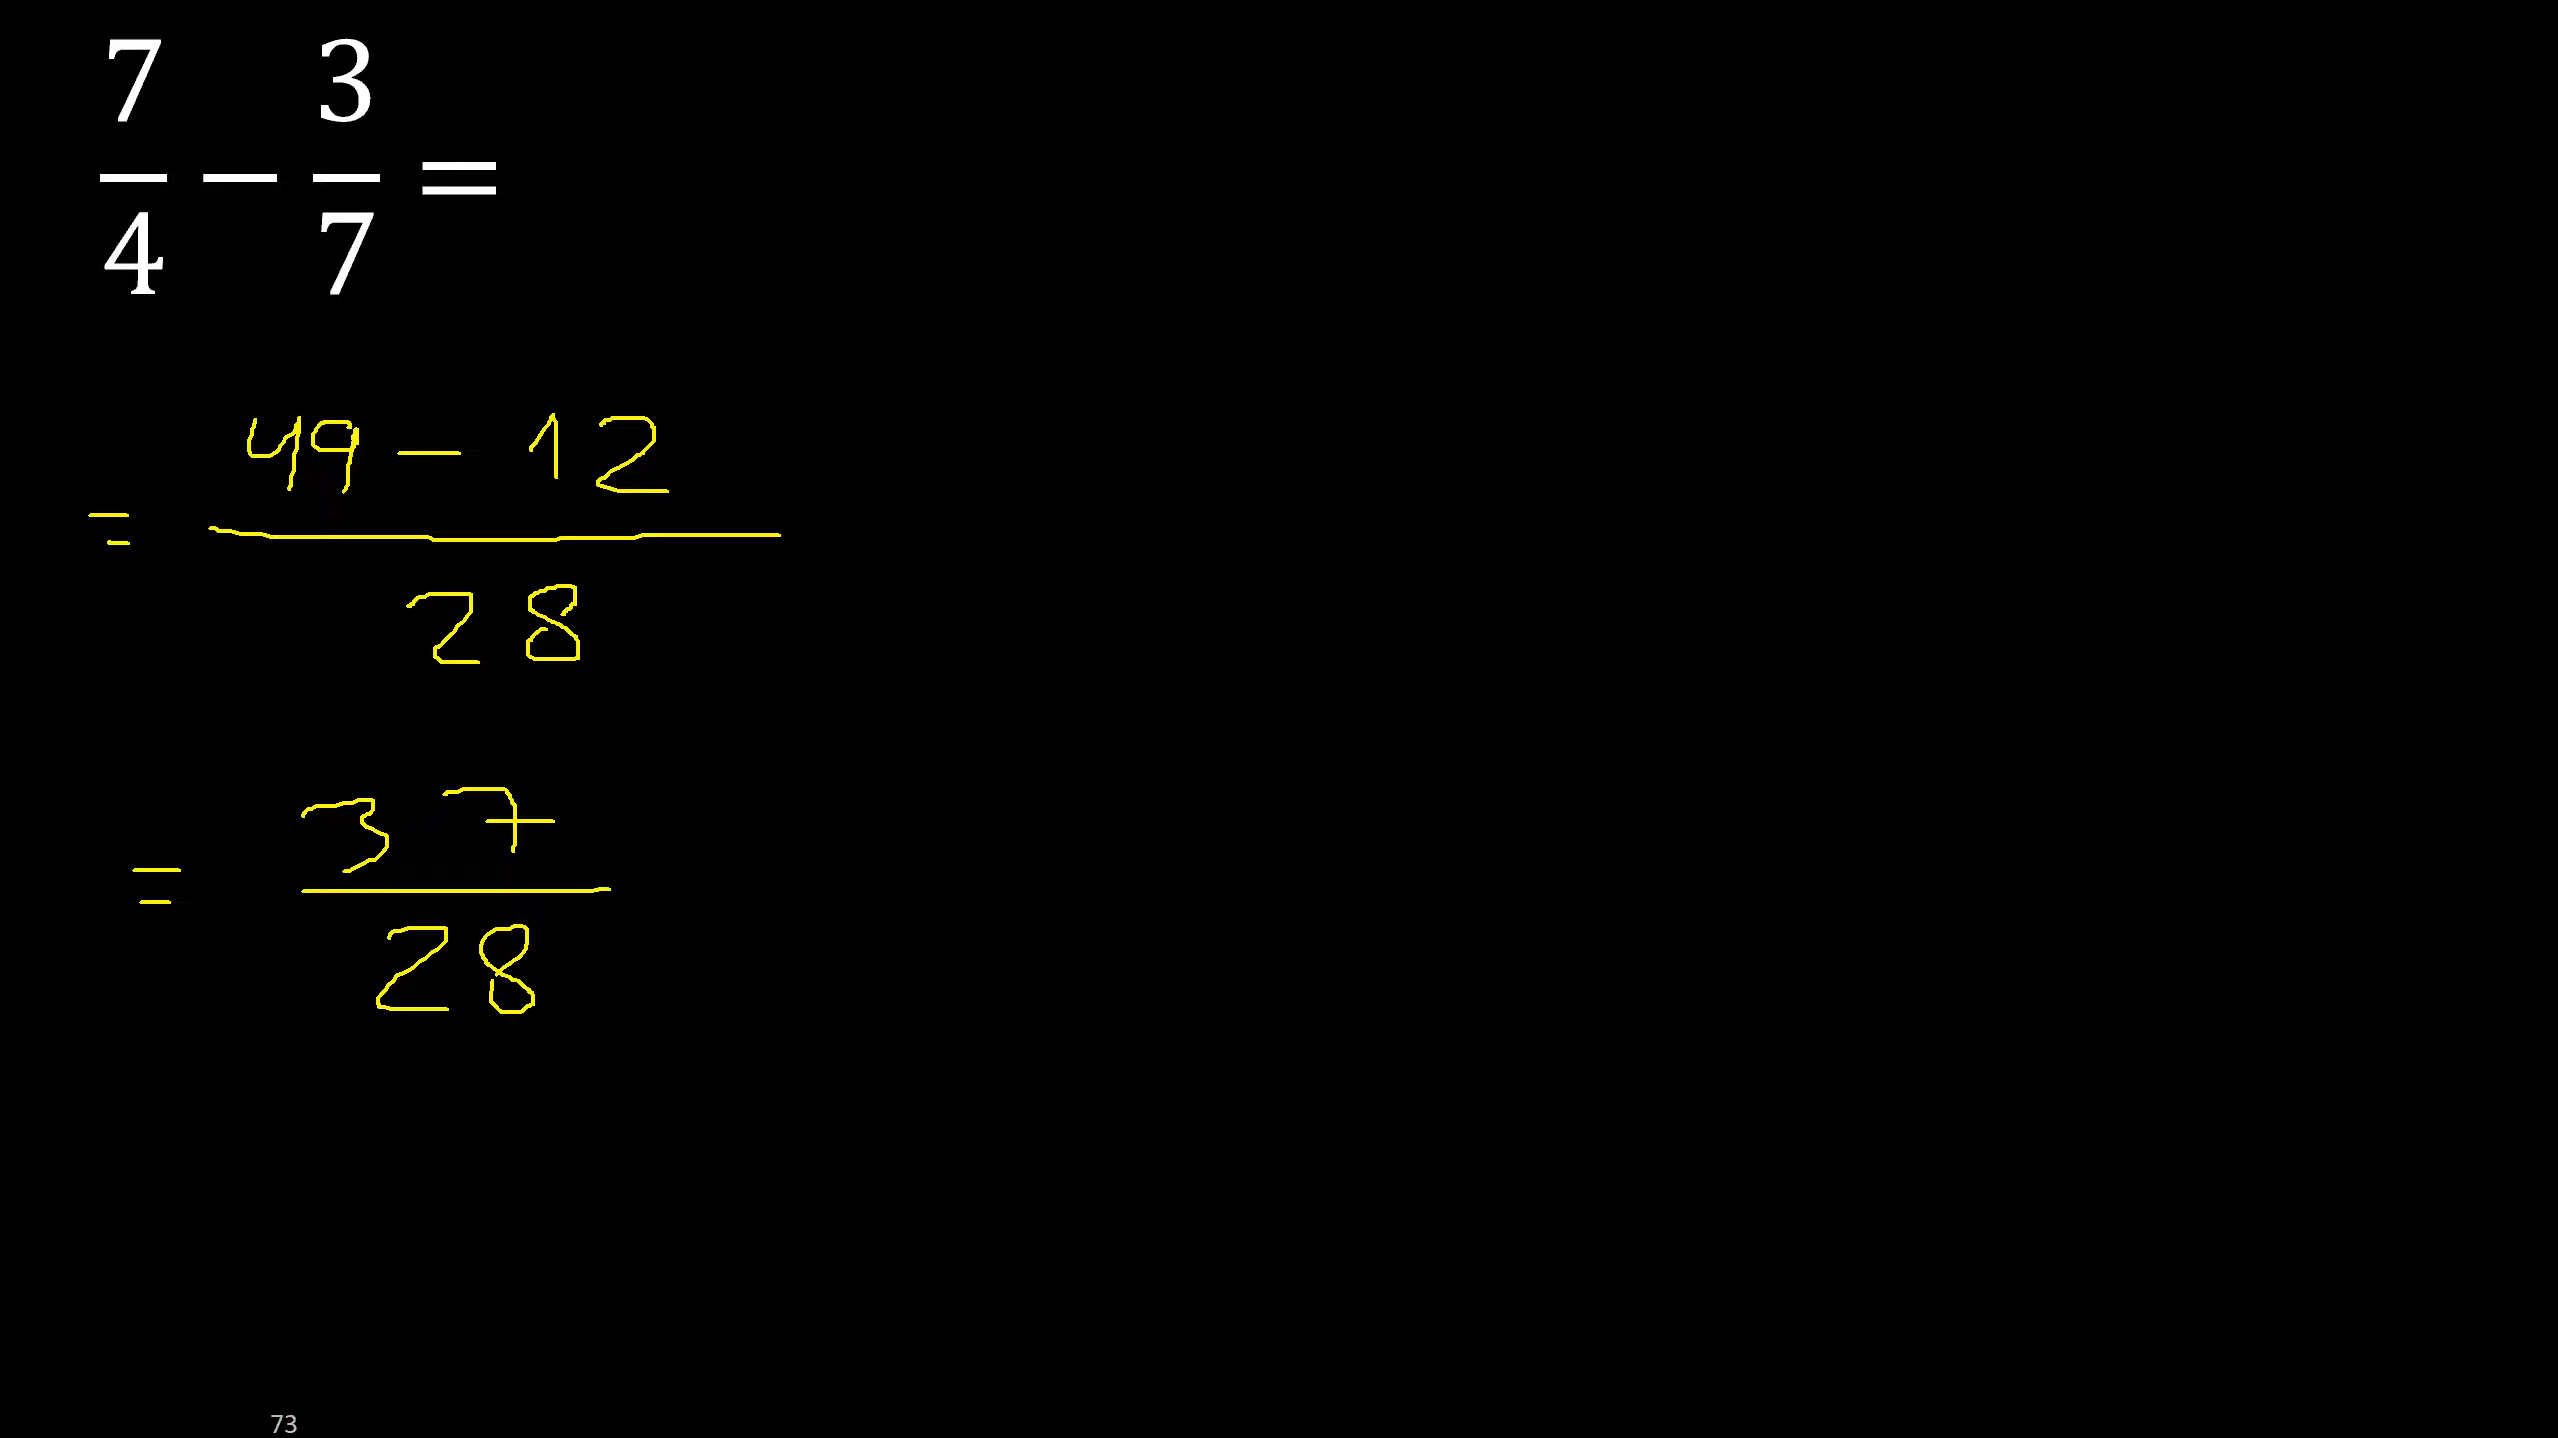 7/4 − 3/7 =
= 49 − 12 / 28
= 37 / 28
73